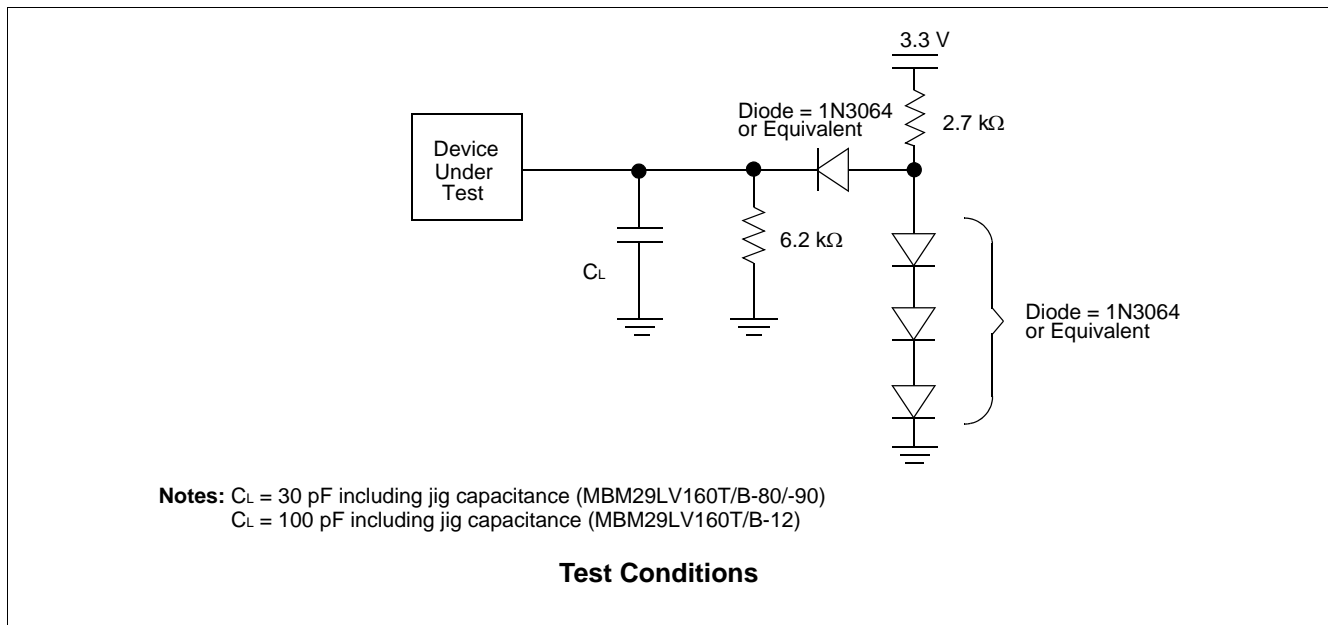 3.3 V
Diode = 1N3064
or Equivalent
2.7 kΩ
Device
Under
Test
6.2 kΩ
CL
Diode = 1N3064
or Equivalent
Notes: CL = 30 pF including jig capacitance (MBM29LV160T/B-80/-90)
CL = 100 pF including jig capacitance (MBM29LV160T/B-12)
Test Conditions